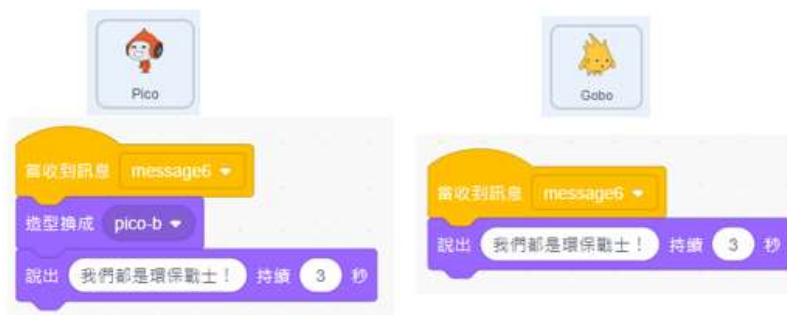 Pico
當收到訊息 message6
造型換成 pico-b
說出 我們都是環保戰士！ 持續 3 秒
Gobo
當收到訊息 message6
說出 我們都是環保戰士！ 持續 3 秒